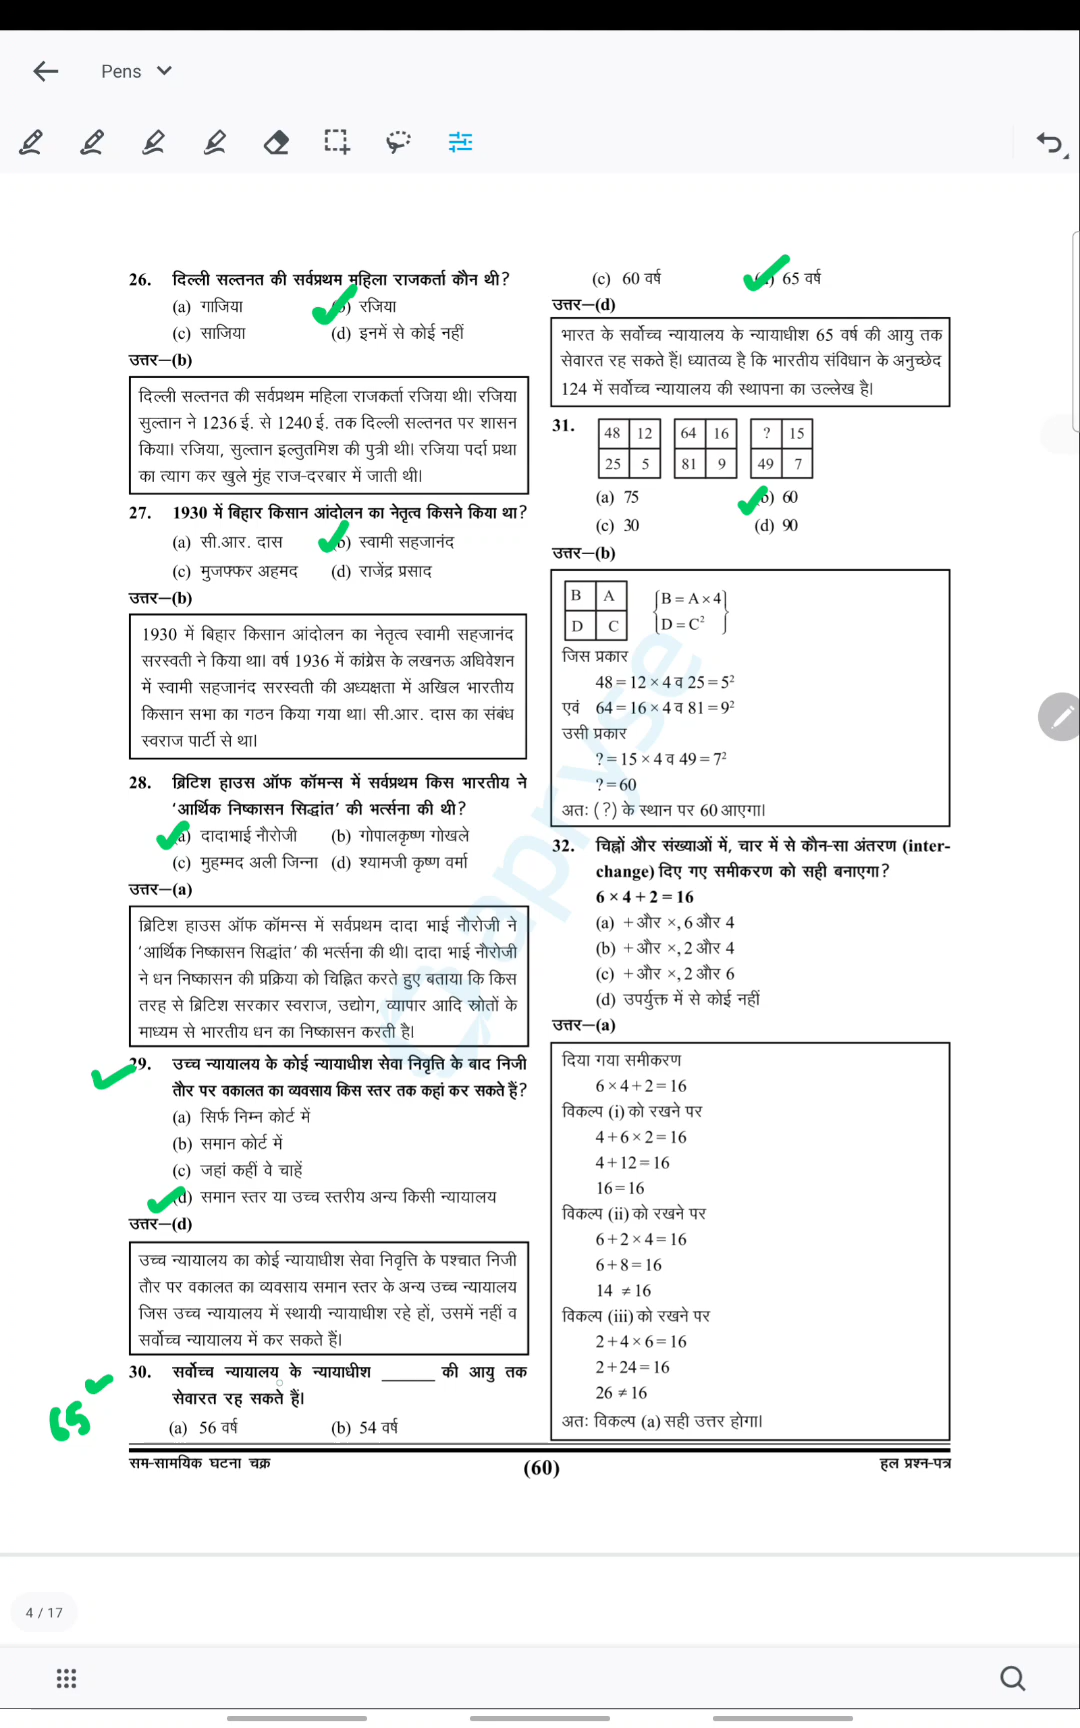 Pens
26. दिल्ली सल्तनत की सर्वप्रथम महिला राजकर्ता कौन थी?
(a) गाजिया (b) रजिया
(c) साजिया (d) इनमें से कोई नहीं
उत्तर—(b)
दिल्ली सल्तनत की सर्वप्रथम महिला राजकर्ता रजिया थी। रजिया
सुल्तान ने 1236 ई. से 1240 ई. तक दिल्ली सल्तनत पर शासन
किया। रजिया, सुल्तान इल्तुतमिश की पुत्री थी। रजिया पर्दा प्रथा
का त्याग कर खुले मुंह राज-दरबार में जाती थी।
27. 1930 में बिहार किसान आंदोलन का नेतृत्व किसने किया था?
(a) सी.आर. दास (b) स्वामी सहजानंद
(c) मुजफ्फर अहमद (d) राजेंद्र प्रसाद
उत्तर—(b)
1930 में बिहार किसान आंदोलन का नेतृत्व स्वामी सहजानंद
सरस्वती ने किया था। वर्ष 1936 में कांग्रेस के लखनऊ अधिवेशन
में स्वामी सहजानंद सरस्वती की अध्यक्षता में अखिल भारतीय
किसान सभा का गठन किया गया था। सी.आर. दास का संबंध
स्वराज पार्टी से था।
28. ब्रिटिश हाउस ऑफ कॉमन्स में सर्वप्रथम किस भारतीय ने
‘आर्थिक निष्कासन सिद्धांत’ की भर्त्सना की थी?
(a) दादाभाई नौरोजी (b) गोपालकृष्ण गोखले
(c) मुहम्मद अली जिन्ना (d) श्यामजी कृष्ण वर्मा
उत्तर—(a)
ब्रिटिश हाउस ऑफ कॉमन्स में सर्वप्रथम दादा भाई नौरोजी ने
‘आर्थिक निष्कासन सिद्धांत’ की भर्त्सना की थी। दादा भाई नौरोजी
ने धन निष्कासन की प्रक्रिया को चिह्नित करते हुए बताया कि किस
तरह से ब्रिटिश सरकार स्वराज, उद्योग, व्यापार आदि स्रोतों के
माध्यम से भारतीय धन का निष्कासन करती है।
29. उच्च न्यायालय के कोई न्यायाधीश सेवा निवृत्ति के बाद निजी
तौर पर वकालत का व्यवसाय किस स्तर तक कहां कर सकते हैं?
(a) सिर्फ निम्न कोर्ट में
(b) समान कोर्ट में
(c) जहां कहीं वे चाहें
(d) समान स्तर या उच्च स्तरीय अन्य किसी न्यायालय
उत्तर—(d)
उच्च न्यायालय का कोई न्यायाधीश सेवा निवृत्ति के पश्चात निजी
तौर पर वकालत का व्यवसाय समान स्तर के अन्य उच्च न्यायालय
जिस उच्च न्यायालय में स्थायी न्यायाधीश रहे हों, उसमें नहीं व
सर्वोच्च न्यायालय में कर सकते हैं।
30. सर्वोच्च न्यायालय के न्यायाधीश ______ की आयु तक
सेवारत रह सकते हैं।
65
(a) 56 वर्ष (b) 54 वर्ष
(c) 60 वर्ष (d) 65 वर्ष
उत्तर—(d)
भारत के सर्वोच्च न्यायालय के न्यायाधीश 65 वर्ष की आयु तक
सेवारत रह सकते हैं। ध्यातव्य है कि भारतीय संविधान के अनुच्छेद
124 में सर्वोच्च न्यायालय की स्थापना का उल्लेख है।
31. 48 12 64 16 ? 15
25 5 81 9 49 7
(a) 75 (b) 60
(c) 30 (d) 90
उत्तर—(b)
B A {B = A × 4}
D C {D = C²}
जिस प्रकार
48 = 12 × 4 व 25 = 5²
एवं 64 = 16 × 4 व 81 = 9²
उसी प्रकार
? = 15 × 4 व 49 = 7²
? = 60
अतः (?) के स्थान पर 60 आएगा।
32. चिह्नों और संख्याओं में, चार में से कौन-सा अंतरण (inter-
change) दिए गए समीकरण को सही बनाएगा?
6 × 4 + 2 = 16
(a) + और ×, 6 और 4
(b) + और ×, 2 और 4
(c) + और ×, 2 और 6
(d) उपर्युक्त में से कोई नहीं
उत्तर—(a)
दिया गया समीकरण
6 × 4 + 2 = 16
विकल्प (i) को रखने पर
4 + 6 × 2 = 16
4 + 12 = 16
16 = 16
विकल्प (ii) को रखने पर
6 + 2 × 4 = 16
6 + 8 = 16
14 ≠ 16
विकल्प (iii) को रखने पर
2 + 4 × 6 = 16
2 + 24 = 16
26 ≠ 16
अतः विकल्प (a) सही उत्तर होगा।
सम-सामयिक घटना चक्र (60) हल प्रश्न-पत्र
apryse
4 / 17